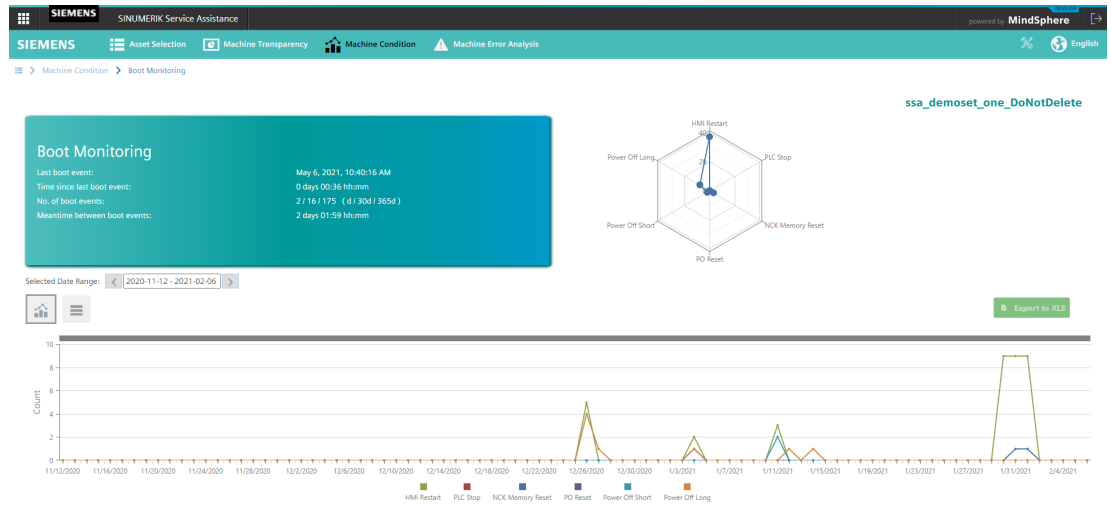 SIEMENS
SINUMERIK Service Assistance
DEVELOP
powered by MindSphere
SIEMENS
Asset Selection
Machine Transparency
Machine Condition
Machine Error Analysis
English
Machine Condition
Boot Monitoring
ssa_demoset_one_DoNotDelete
Boot Monitoring
Last boot event: May 6, 2021, 10:40:16 AM
Time since last boot event: 0 days 00:36 hh:mm
No. of boot events: 2 / 16 / 175 ( d / 30d / 365d )
Meantime between boot events: 2 days 01:59 hh:mm
HMI Restart
40
Power Off Long
PLC Stop
20
Power Off Short
NCK Memory Reset
PO Reset
Selected Date Range: 2020-11-12 - 2021-02-06
Export to XLS
Count
10
8
6
4
2
0
11/12/2020 11/16/2020 11/20/2020 11/24/2020 11/28/2020 12/2/2020 12/6/2020 12/10/2020 12/14/2020 12/18/2020 12/22/2020 12/26/2020 12/30/2020 1/3/2021 1/7/2021 1/11/2021 1/15/2021 1/19/2021 1/23/2021 1/27/2021 1/31/2021 2/4/2021
HMI Restart PLC Stop NCK Memory Reset PO Reset Power Off Short Power Off Long